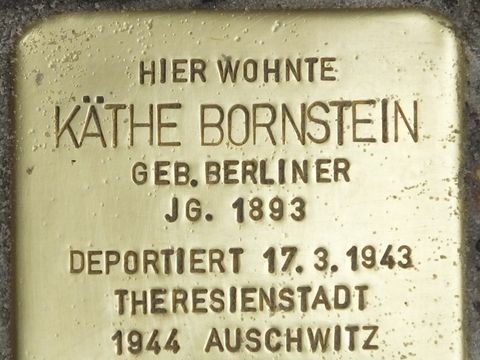 HIER WOHNTE
KÄTHE BORNSTEIN
GEB. BERLINER
JG. 1893
DEPORTIERT 17. 3. 1943
THERESIENSTADT
1944 AUSCHWITZ